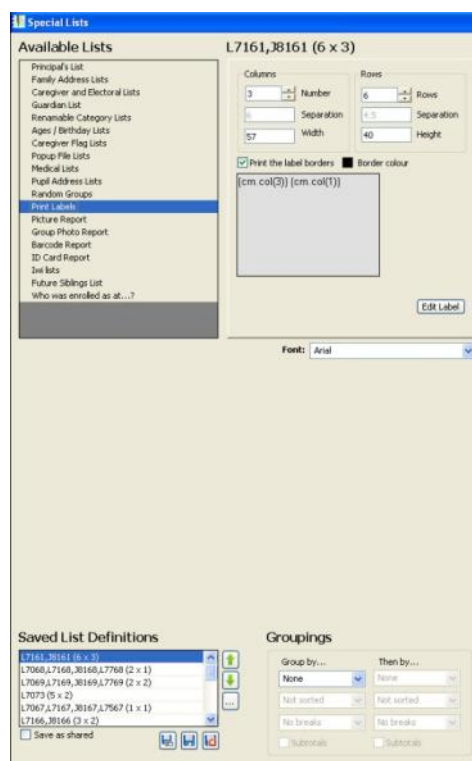 Special Lists
Available Lists
Principal's List
Family Address Lists
Caregiver and Electoral Lists
Guardian List
Renamable Category Lists
Ages / Birthday Lists
Caregiver Flag Lists
Popup File Lists
Medical Lists
Pupil Address Lists
Random Groups
Print Labels
Picture Report
Group Photo Report
Barcode Report
ID Card Report
Iwi lists
Future Siblings List
Who was enrolled as at...?
L7161,J8161 (6 x 3)
Columns
3 Number
6 Separation
57 Width
Rows
6 Rows
4.5 Separation
40 Height
Print the label borders Border colour
{cm.col(3)} {cm.col(1)}
Edit Label
Font: Arial
Saved List Definitions
L7161,J8161 (6 x 3)
L7068,L7168,J8168,L7768 (2 x 1)
L7069,L7169,J8169,L7769 (2 x 2)
L7073 (5 x 2)
L7067,L7167,J8167,L7567 (1 x 1)
L7166,J8166 (3 x 2)
Save as shared
...
Groupings
Group by... Then by...
None None
Not sorted Not sorted
No breaks No breaks
Subtotals Subtotals